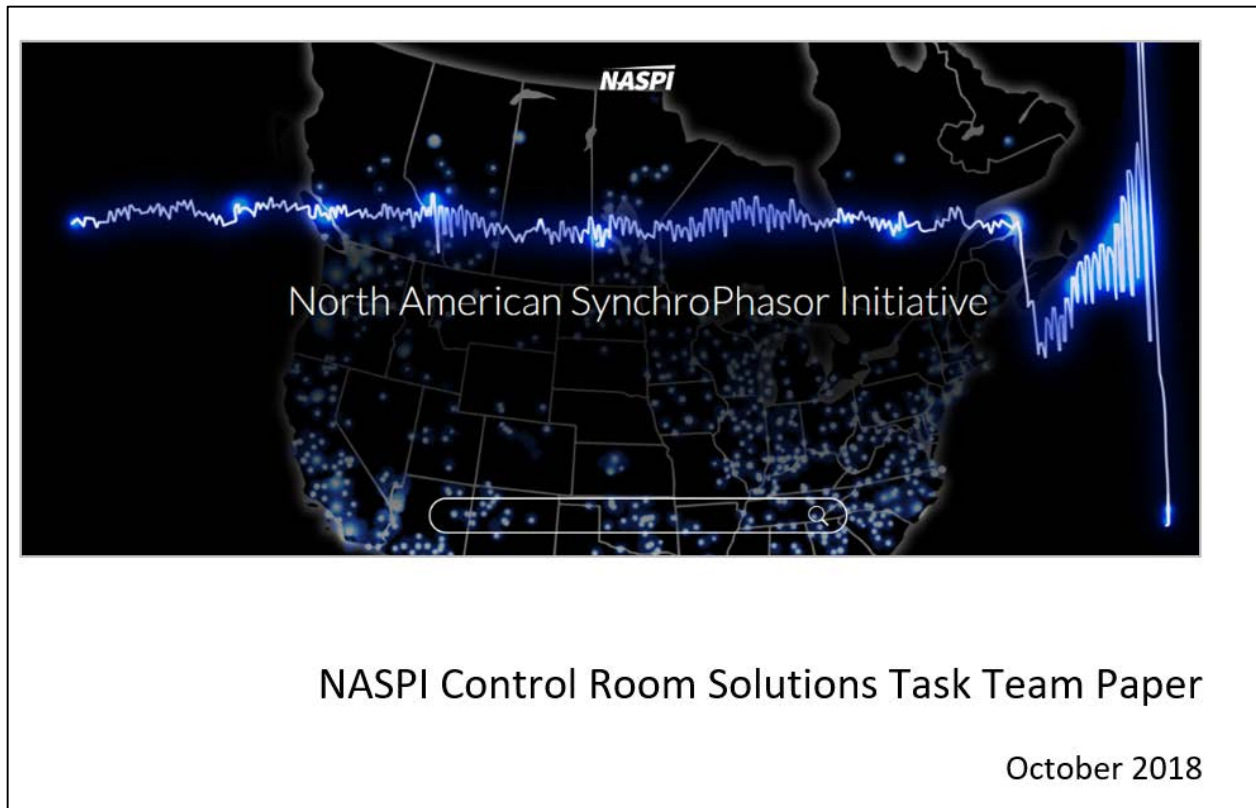 NASPI
North American SynchroPhasor Initiative
NASPI Control Room Solutions Task Team Paper
October 2018